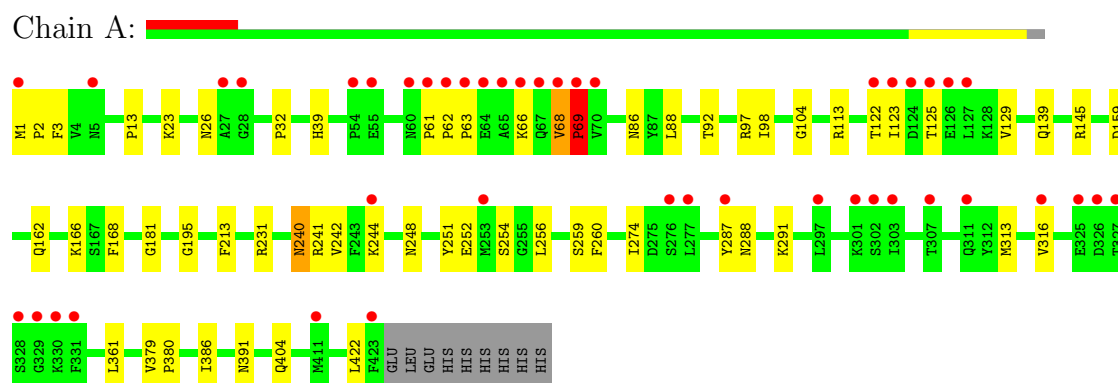 Chain A:
M1 P2 F3 V4 N5 P13 K23 N26 A27 G28 P32 H39 P54 E55 N60 P61 P62 P63 E64 A65 K66 Q67 V68 P69 V70 N86 Y87 L88 T92 R97 I98 G104 R113 T122 I123 D124 T125 E126 L127 K128 V129 Q139 R145
Q162 K166 S167 F168 G181 G195 F213 R231 N240 R241 V242 F243 K244 N248 Y251 E252 M253 S254 G255 L256 S259 F260 I274 D275 S276 L277 Y287 N288 K291 L297 K301 S302 I303 T307 Q311 Y312 M313 V316 E325 D326 T327
S328 G329 K330 F331 L361 V379 P380 I386 N391 Q404 M411 L422 F423 GLU LEU GLU HIS HIS HIS HIS HIS HIS